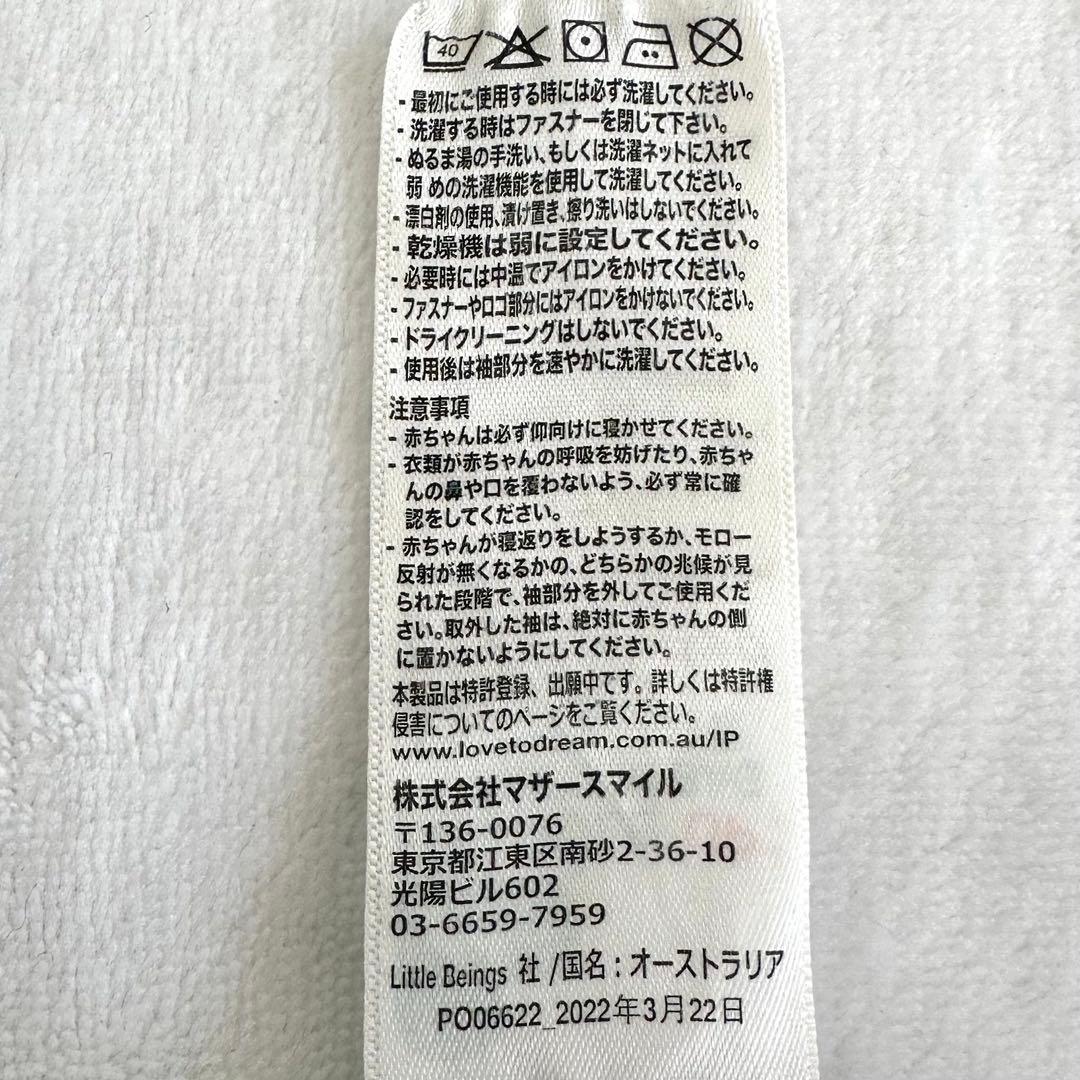 40
- 最初にご使用する時には必ず洗濯してください。
- 洗濯する時はファスナーを閉じて下さい。
- ぬるま湯の手洗い、もしくは洗濯ネットに入れて
弱 めの洗濯機能を使用して洗濯してください。
- 漂白剤の使用、漬け置き、擦り洗いはしないでください。
- 乾燥機は弱に設定してください。
- 必要時には中温でアイロンをかけてください。
- ファスナーやロゴ部分にはアイロンをかけないでください。
- ドライクリーニングはしないでください。
- 使用後は袖部分を速やかに洗濯してください。
注意事項
- 赤ちゃんは必ず仰向けに寝かせてください。
- 衣類が赤ちゃんの呼吸を妨げたり、赤ちゃ
んの鼻や口を覆わないよう、必ず常に確
認をしてください。
- 赤ちゃんが寝返りをしようするか、モロー
反射が無くなるかの、どちらかの兆候が見
られた段階で、袖部分を外してご使用くだ
さい。取外した袖は、絶対に赤ちゃんの側
に置かないようにしてください。
本製品は特許登録、出願中です。詳しくは特許権
侵害についてのページをご覧ください。
www.lovetodream.com.au/IP
株式会社マザースマイル
〒136-0076
東京都江東区南砂2-36-10
光陽ビル602
03-6659-7959
Little Beings 社 /国名：オーストラリア
PO06622_2022年3月22日